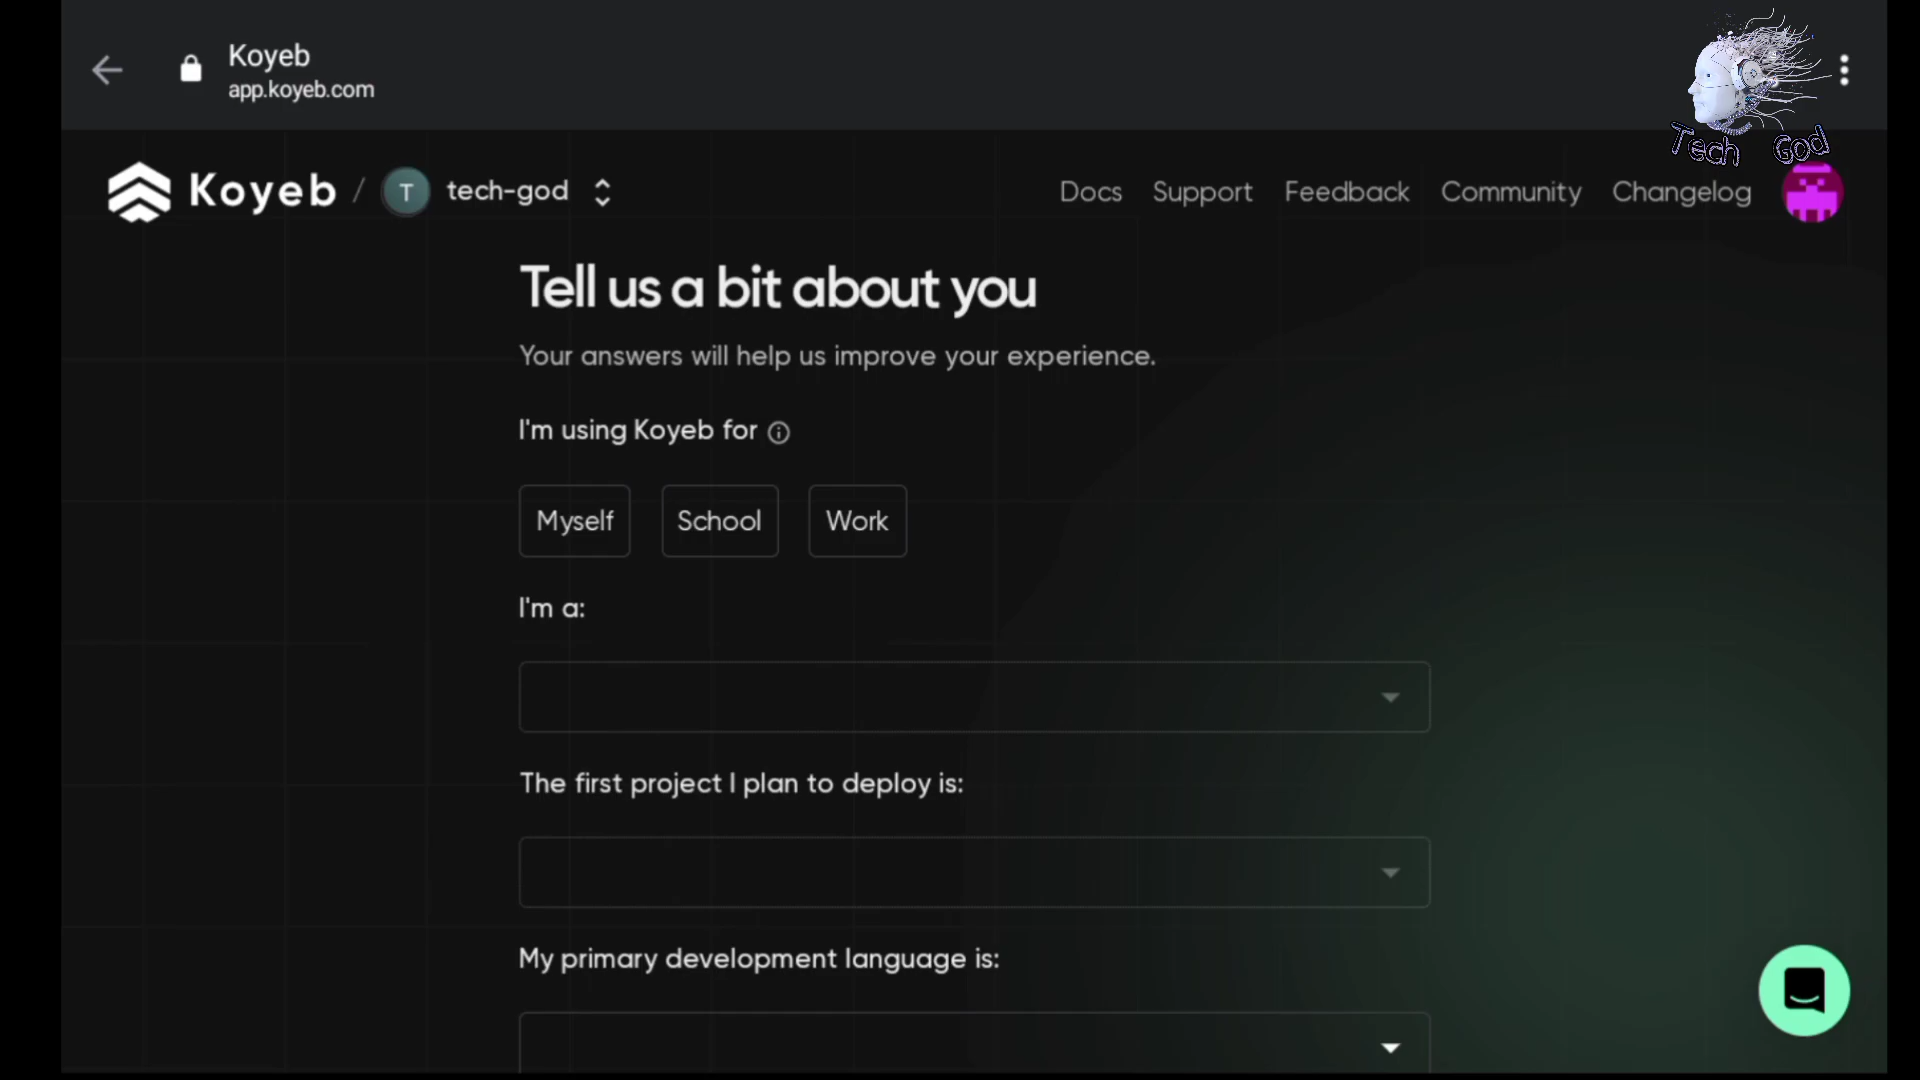 Koyeb
app.koyeb.com
Tech God
Koyeb / T tech-god
Docs Support Feedback Community Changelog
Tell us a bit about you
Your answers will help us improve your experience.
I'm using Koyeb for
Myself School Work
I'm a:
The first project I plan to deploy is:
My primary development language is: